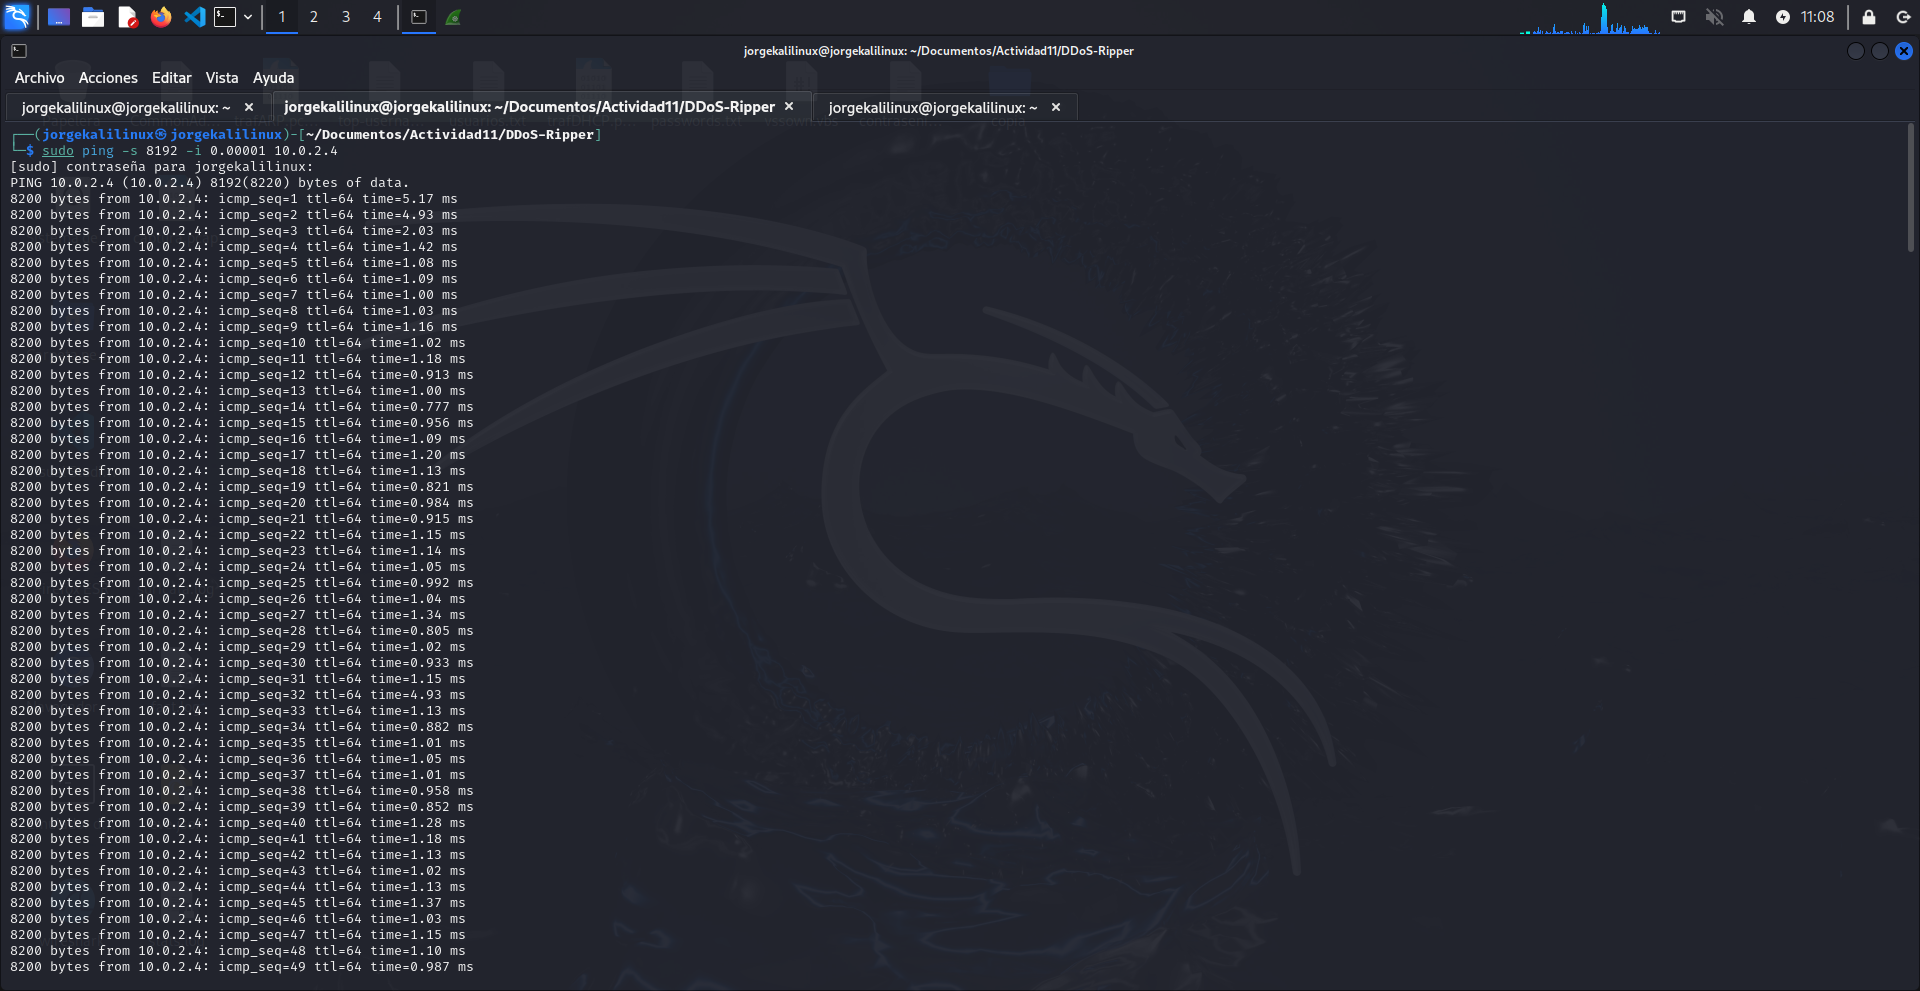 1 2 3 4 11:08
jorgekalilinux@jorgekalilinux: ~/Documentos/Actividad11/DDoS-Ripper
Archivo Acciones Editar Vista Ayuda
jorgekalilinux@jorgekalilinux: ~ × jorgekalilinux@jorgekalilinux: ~/Documentos/Actividad11/DDoS-Ripper × jorgekalilinux@jorgekalilinux: ~ ×
┌──(jorgekalilinux㉿jorgekalilinux)-[~/Documentos/Actividad11/DDoS-Ripper]
└─$ sudo ping -s 8192 -i 0.00001 10.0.2.4
[sudo] contraseña para jorgekalilinux:
PING 10.0.2.4 (10.0.2.4) 8192(8220) bytes of data.
8200 bytes from 10.0.2.4: icmp_seq=1 ttl=64 time=5.17 ms
8200 bytes from 10.0.2.4: icmp_seq=2 ttl=64 time=4.93 ms
8200 bytes from 10.0.2.4: icmp_seq=3 ttl=64 time=2.03 ms
8200 bytes from 10.0.2.4: icmp_seq=4 ttl=64 time=1.42 ms
8200 bytes from 10.0.2.4: icmp_seq=5 ttl=64 time=1.08 ms
8200 bytes from 10.0.2.4: icmp_seq=6 ttl=64 time=1.09 ms
8200 bytes from 10.0.2.4: icmp_seq=7 ttl=64 time=1.00 ms
8200 bytes from 10.0.2.4: icmp_seq=8 ttl=64 time=1.03 ms
8200 bytes from 10.0.2.4: icmp_seq=9 ttl=64 time=1.16 ms
8200 bytes from 10.0.2.4: icmp_seq=10 ttl=64 time=1.02 ms
8200 bytes from 10.0.2.4: icmp_seq=11 ttl=64 time=1.18 ms
8200 bytes from 10.0.2.4: icmp_seq=12 ttl=64 time=0.913 ms
8200 bytes from 10.0.2.4: icmp_seq=13 ttl=64 time=1.00 ms
8200 bytes from 10.0.2.4: icmp_seq=14 ttl=64 time=0.777 ms
8200 bytes from 10.0.2.4: icmp_seq=15 ttl=64 time=0.956 ms
8200 bytes from 10.0.2.4: icmp_seq=16 ttl=64 time=1.09 ms
8200 bytes from 10.0.2.4: icmp_seq=17 ttl=64 time=1.20 ms
8200 bytes from 10.0.2.4: icmp_seq=18 ttl=64 time=1.13 ms
8200 bytes from 10.0.2.4: icmp_seq=19 ttl=64 time=0.821 ms
8200 bytes from 10.0.2.4: icmp_seq=20 ttl=64 time=0.984 ms
8200 bytes from 10.0.2.4: icmp_seq=21 ttl=64 time=0.915 ms
8200 bytes from 10.0.2.4: icmp_seq=22 ttl=64 time=1.15 ms
8200 bytes from 10.0.2.4: icmp_seq=23 ttl=64 time=1.14 ms
8200 bytes from 10.0.2.4: icmp_seq=24 ttl=64 time=1.05 ms
8200 bytes from 10.0.2.4: icmp_seq=25 ttl=64 time=0.992 ms
8200 bytes from 10.0.2.4: icmp_seq=26 ttl=64 time=1.04 ms
8200 bytes from 10.0.2.4: icmp_seq=27 ttl=64 time=1.34 ms
8200 bytes from 10.0.2.4: icmp_seq=28 ttl=64 time=0.805 ms
8200 bytes from 10.0.2.4: icmp_seq=29 ttl=64 time=1.02 ms
8200 bytes from 10.0.2.4: icmp_seq=30 ttl=64 time=0.933 ms
8200 bytes from 10.0.2.4: icmp_seq=31 ttl=64 time=1.15 ms
8200 bytes from 10.0.2.4: icmp_seq=32 ttl=64 time=4.93 ms
8200 bytes from 10.0.2.4: icmp_seq=33 ttl=64 time=1.13 ms
8200 bytes from 10.0.2.4: icmp_seq=34 ttl=64 time=0.882 ms
8200 bytes from 10.0.2.4: icmp_seq=35 ttl=64 time=1.01 ms
8200 bytes from 10.0.2.4: icmp_seq=36 ttl=64 time=1.05 ms
8200 bytes from 10.0.2.4: icmp_seq=37 ttl=64 time=1.01 ms
8200 bytes from 10.0.2.4: icmp_seq=38 ttl=64 time=0.958 ms
8200 bytes from 10.0.2.4: icmp_seq=39 ttl=64 time=0.852 ms
8200 bytes from 10.0.2.4: icmp_seq=40 ttl=64 time=1.28 ms
8200 bytes from 10.0.2.4: icmp_seq=41 ttl=64 time=1.18 ms
8200 bytes from 10.0.2.4: icmp_seq=42 ttl=64 time=1.13 ms
8200 bytes from 10.0.2.4: icmp_seq=43 ttl=64 time=1.02 ms
8200 bytes from 10.0.2.4: icmp_seq=44 ttl=64 time=1.13 ms
8200 bytes from 10.0.2.4: icmp_seq=45 ttl=64 time=1.37 ms
8200 bytes from 10.0.2.4: icmp_seq=46 ttl=64 time=1.03 ms
8200 bytes from 10.0.2.4: icmp_seq=47 ttl=64 time=1.15 ms
8200 bytes from 10.0.2.4: icmp_seq=48 ttl=64 time=1.10 ms
8200 bytes from 10.0.2.4: icmp_seq=49 ttl=64 time=0.987 ms